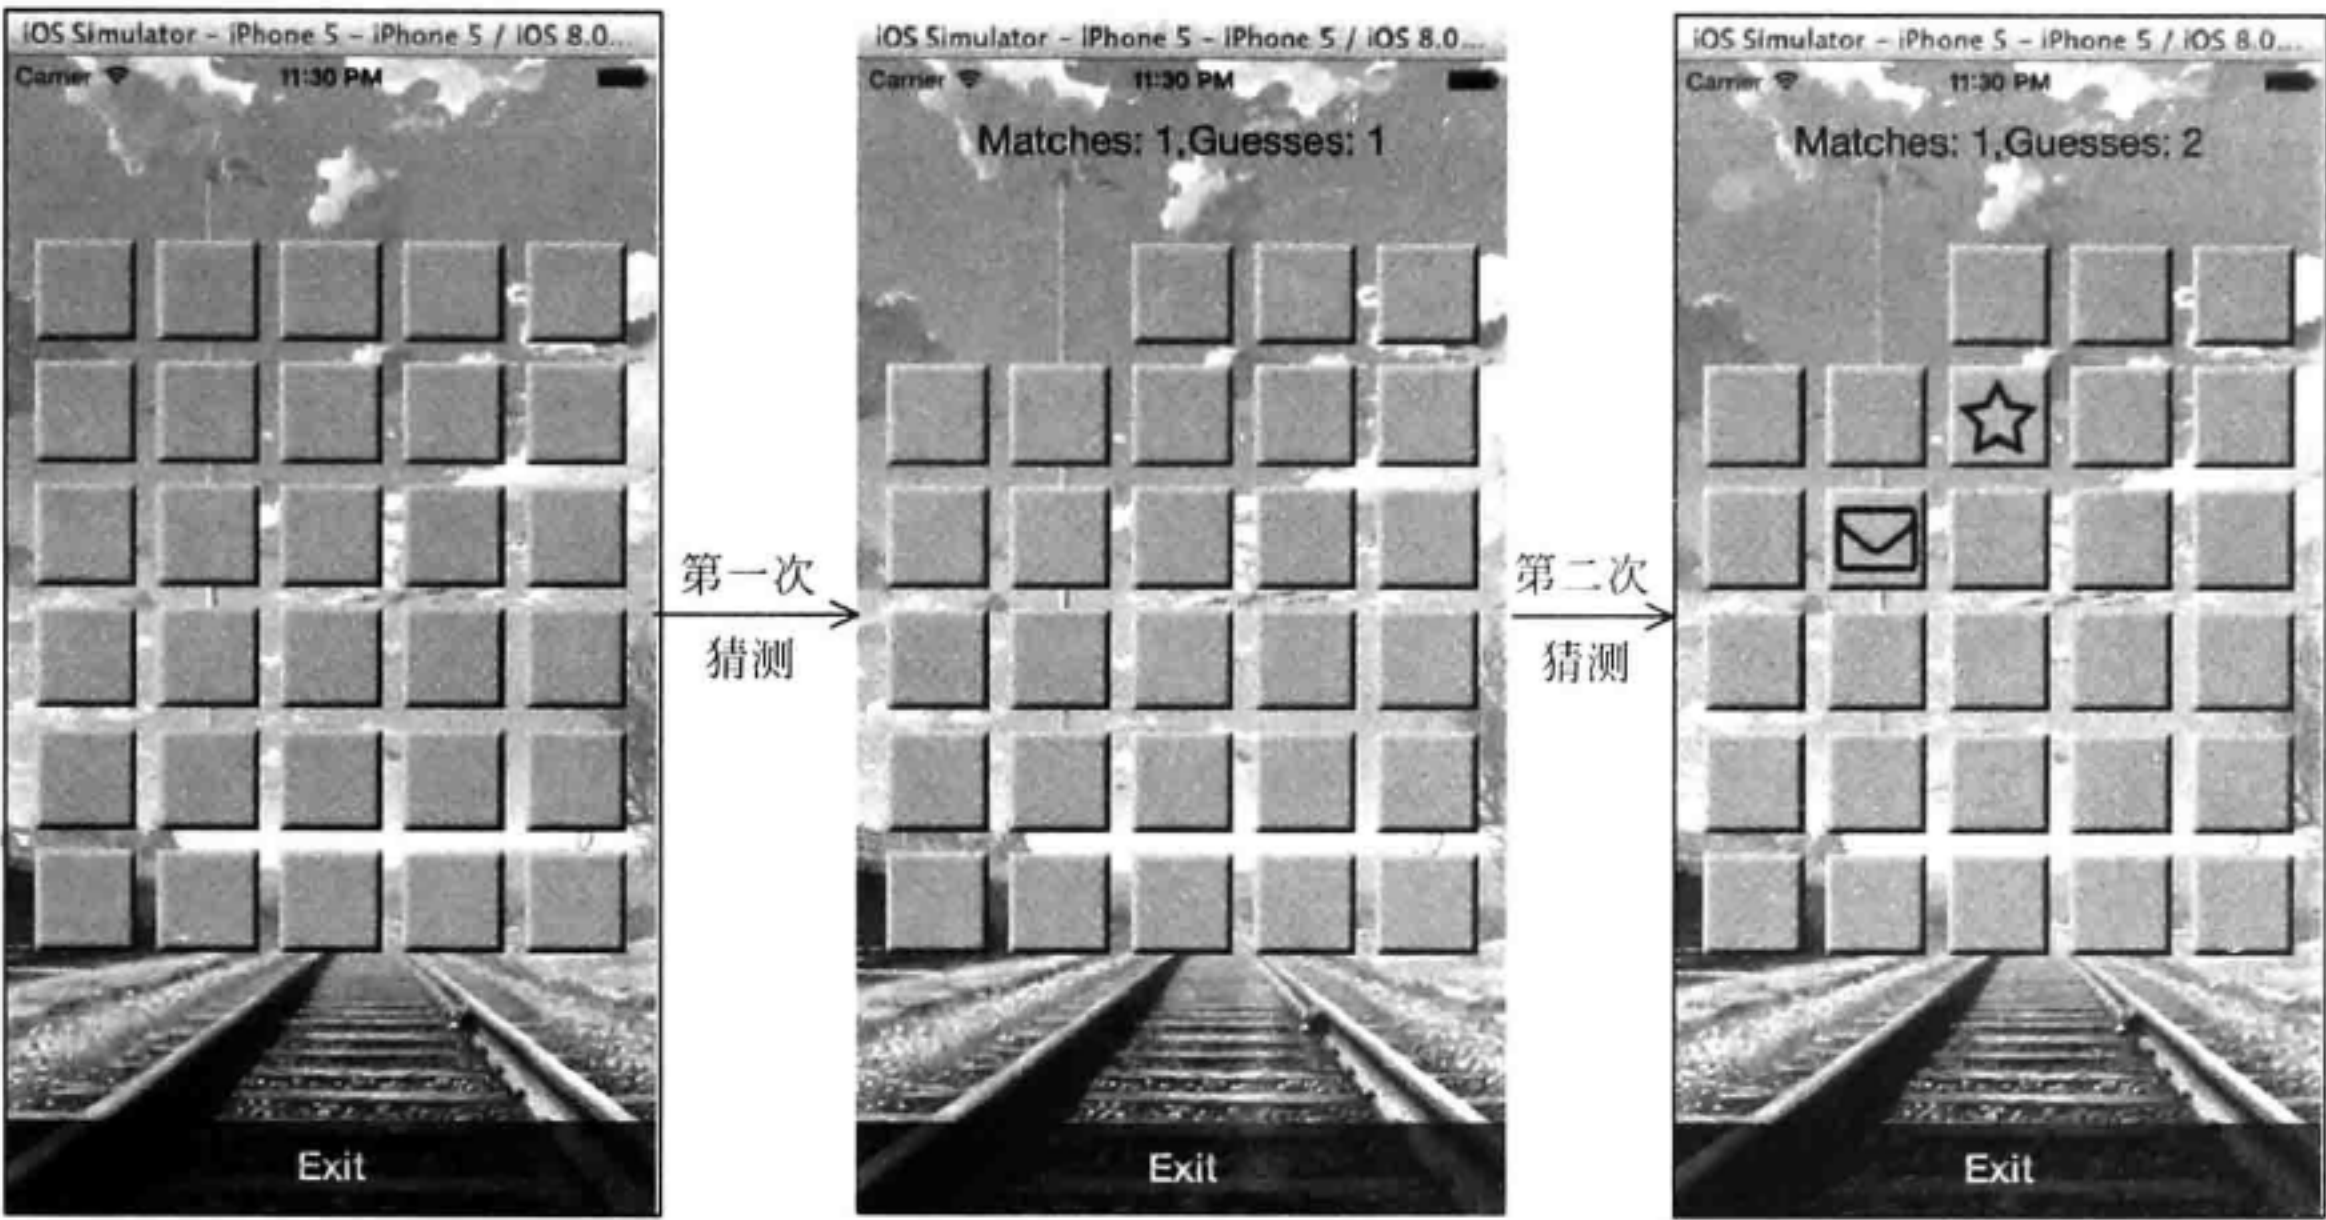 iOS Simulator - iPhone 5 - iPhone 5 / iOS 8.0...
Carrier 11:30 PM
Exit
第一次
猜测
iOS Simulator - iPhone 5 - iPhone 5 / iOS 8.0...
Carrier 11:30 PM
Matches: 1,Guesses: 1
Exit
第二次
猜测
iOS Simulator - iPhone 5 - iPhone 5 / iOS 8.0...
Carrier 11:30 PM
Matches: 1,Guesses: 2
Exit